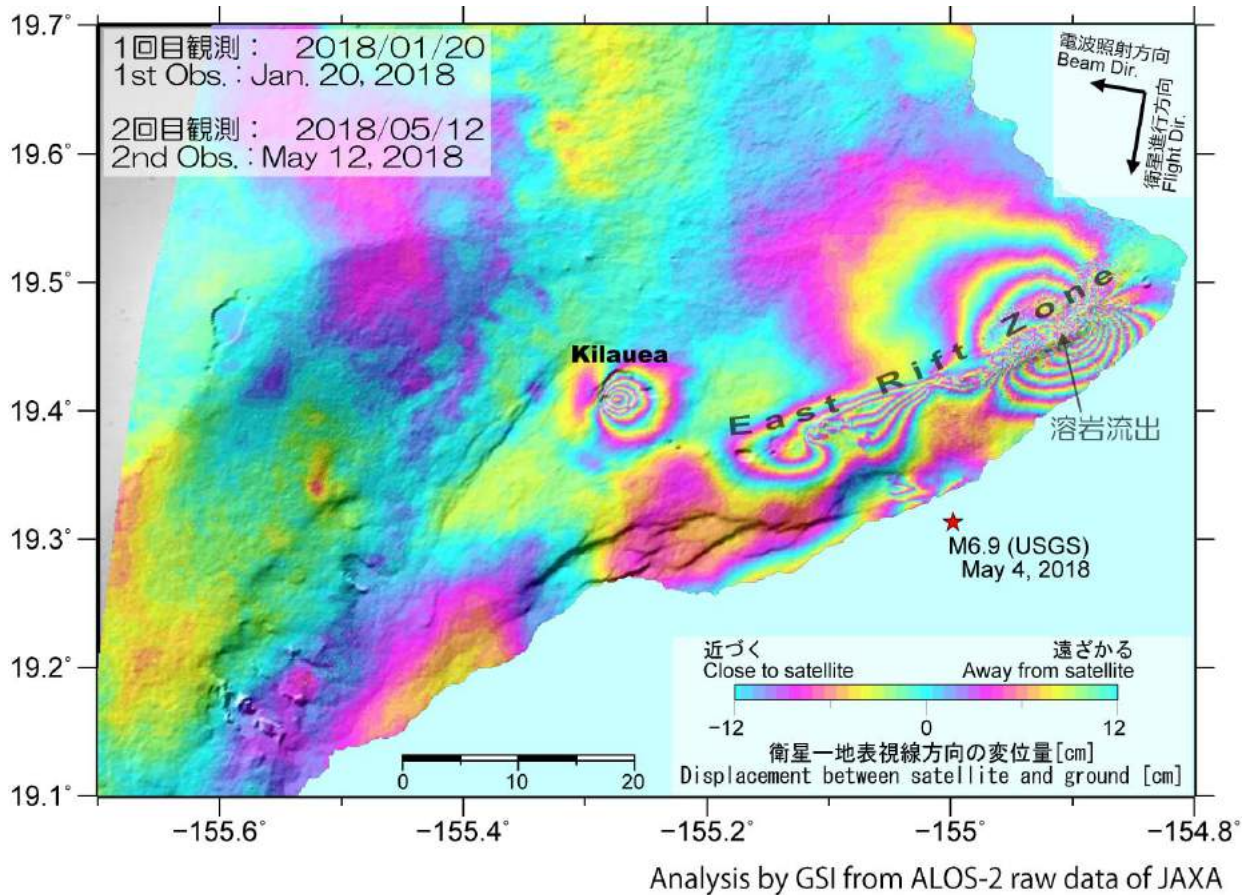 1回目観測： 2018/01/20
1st Obs.: Jan. 20, 2018
2回目観測： 2018/05/12
2nd Obs.: May 12, 2018
電波照射方向
Beam Dir.
衛星進行方向
Flight Dir.
19.7°
19.6°
19.5°
19.4°
19.3°
19.2°
19.1°
Kilauea
East Rift Zone
溶岩流出
M6.9 (USGS)
May 4, 2018
近づく 遠ざかる
Close to satellite Away from satellite
−12 0 12
衛星ー地表視線方向の変位量[cm]
Displacement between satellite and ground [cm]
0 10 20
−155.6° −155.4° −155.2° −155° −154.8°
Analysis by GSI from ALOS-2 raw data of JAXA